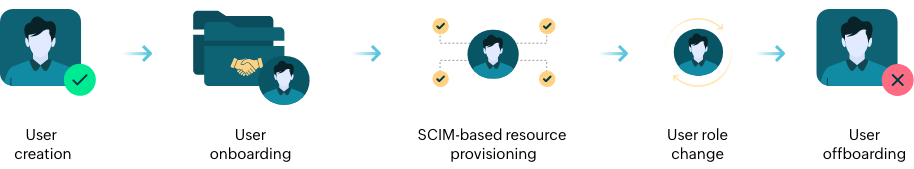 User
creation
User
onboarding
SCIM-based resource
provisioning
User role
change
User
offboarding